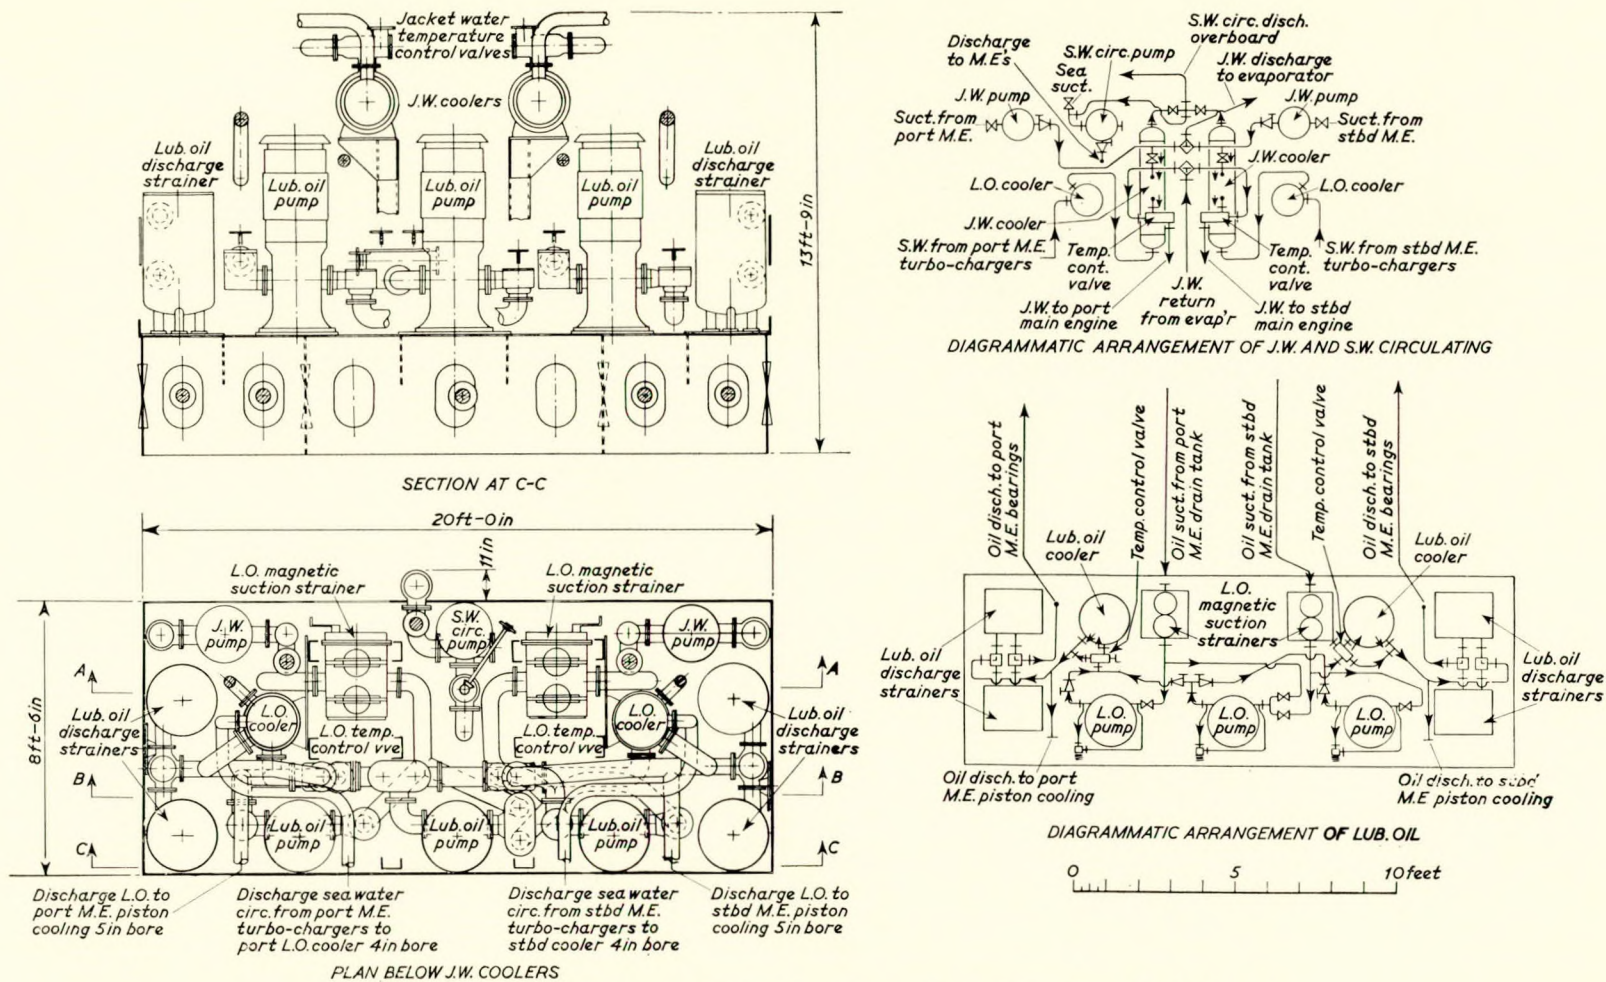 Jacket water
temperature
control valves
J.W. coolers
Lub. oil
discharge
strainer
Lub. oil
pump
Lub. oil
pump
Lub. oil
pump
Lub. oil
discharge
strainer
13ft-9in
SECTION AT C-C
20ft-0in
11in
8ft-6in
L.O. magnetic
suction strainer
L.O. magnetic
suction strainer
J.W.
pump
S.W.
circ.
pump
J.W.
pump
A
A
Lub. oil
discharge
strainers
L.O.
cooler
L.O. temp.
control vve
L.O. temp.
control vve
L.O.
cooler
Lub. oil
discharge
strainers
B
B
Lub. oil
pump
Lub. oil
pump
Lub. oil
pump
C
C
Discharge L.O. to
port M.E. piston
cooling 5in bore
Discharge sea water
circ. from port M.E.
turbo-chargers to
port L.O. cooler 4in bore
Discharge sea water
circ. from stbd M.E.
turbo-chargers to
stbd cooler 4in bore
Discharge L.O. to
stbd M.E. piston
cooling 5in bore
PLAN BELOW J.W. COOLERS
S.W. circ. disch.
overboard
Discharge
to M.E's
S.W. circ. pump
Sea
suct.
J.W. discharge
to evaporator
J.W. pump
J.W. pump
Suct. from
port M.E.
Suct. from
stbd M.E.
J.W. cooler
L.O. cooler
L.O. cooler
J.W. cooler
S.W. from port M.E.
turbo-chargers
Temp.
cont.
valve
Temp.
cont.
valve
S.W. from stbd M.E.
turbo-chargers
J.W. to port
main engine
J.W.
return
from evap'r
J.W. to stbd
main engine
DIAGRAMMATIC ARRANGEMENT OF J.W. AND S.W. CIRCULATING
Oil disch. to port
M.E. bearings
Lub. oil
cooler
Temp. control valve
Oil suct. from port
M.E. drain tank
Oil suct. from stbd
M.E. drain tank
Temp. control valve
Oil disch. to stbd
M.E. bearings
Lub. oil
cooler
L.O.
magnetic
suction
strainers
Lub. oil
discharge
strainers
Lub. oil
discharge
strainers
L.O.
pump
L.O.
pump
L.O.
pump
Oil disch. to port
M.E. piston cooling
Oil disch. to stbd
M.E piston cooling
DIAGRAMMATIC ARRANGEMENT OF LUB. OIL
0 5 10 feet